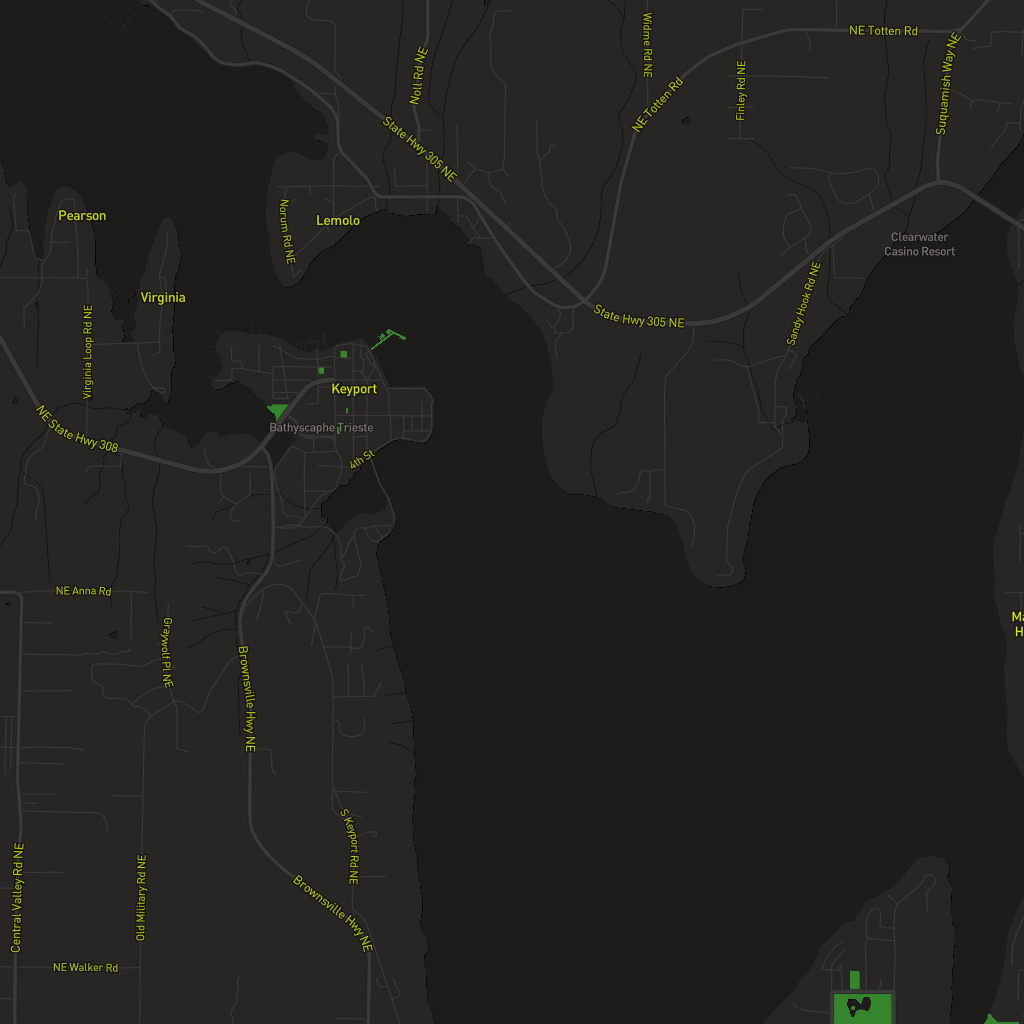 Widme Rd NE
NE Totten Rd
Suquamish Way NE
Noll Rd NE
Finley Rd NE
NE Totten Rd
State Hwy 305 NE
Pearson
Norum Rd NE
Lemolo
Clearwater
Casino Resort
Virginia
Sandy Hook Rd NE
State Hwy 305 NE
Virginia Loop Rd NE
Keyport
NE State Hwy 308
Bathyscaphe Trieste
4th St
NE Anna Rd
Ma
H
Graywolf Pl NE
Brownsville Hwy NE
S Keyport Rd NE
Central Valley Rd NE
Old Military Rd NE
Brownsville Hwy NE
NE Walker Rd